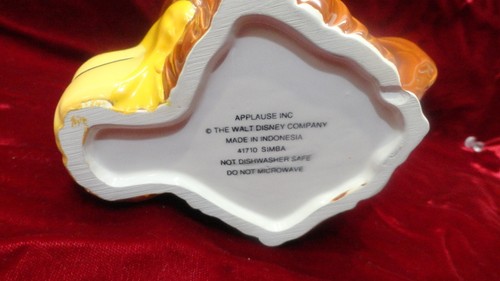 APPLAUSE INC
© THE WALT DISNEY COMPANY
MADE IN INDONESIA
41710 SIMBA
NOT DISHWASHER SAFE
DO NOT MICROWAVE